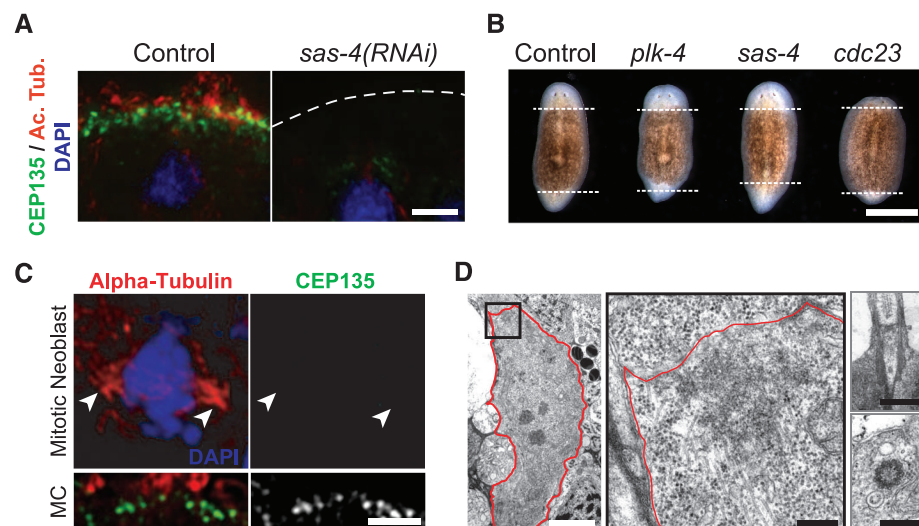 A
Control
sas-4(RNAi)
CEP135 / Ac. Tub.
DAPI
B
Control
plk-4
sas-4
cdc23
C
Alpha-Tubulin
CEP135
Mitotic Neoblast
DAPI
MC
D